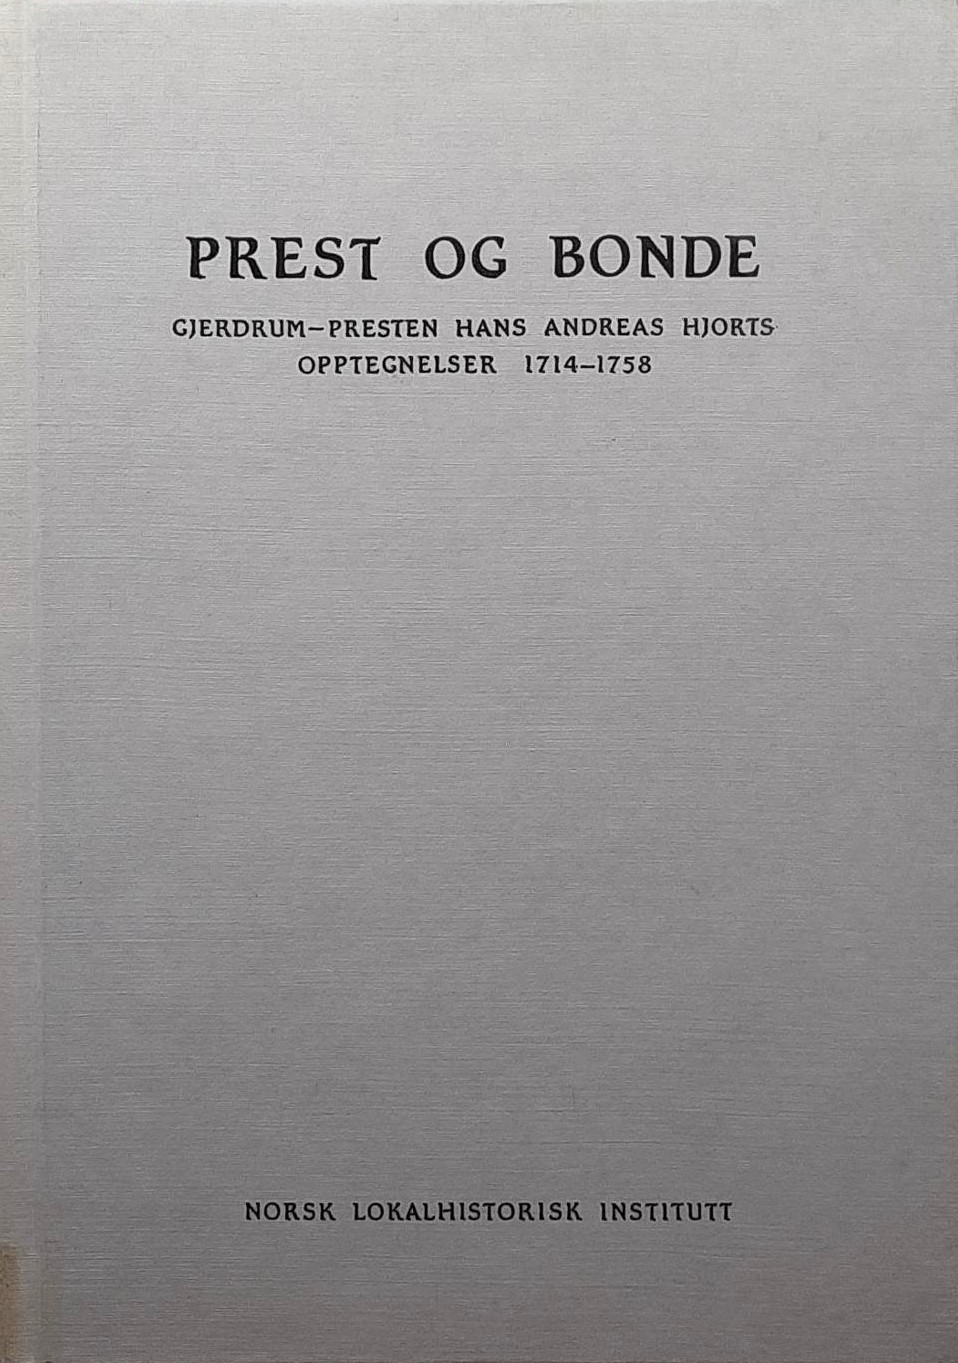 PREST OG BONDE
GJERDRUM–PRESTEN HANS ANDREAS HJORTS
OPPTEGNELSER 1714–1758
NORSK LOKALHISTORISK INSTITUTT